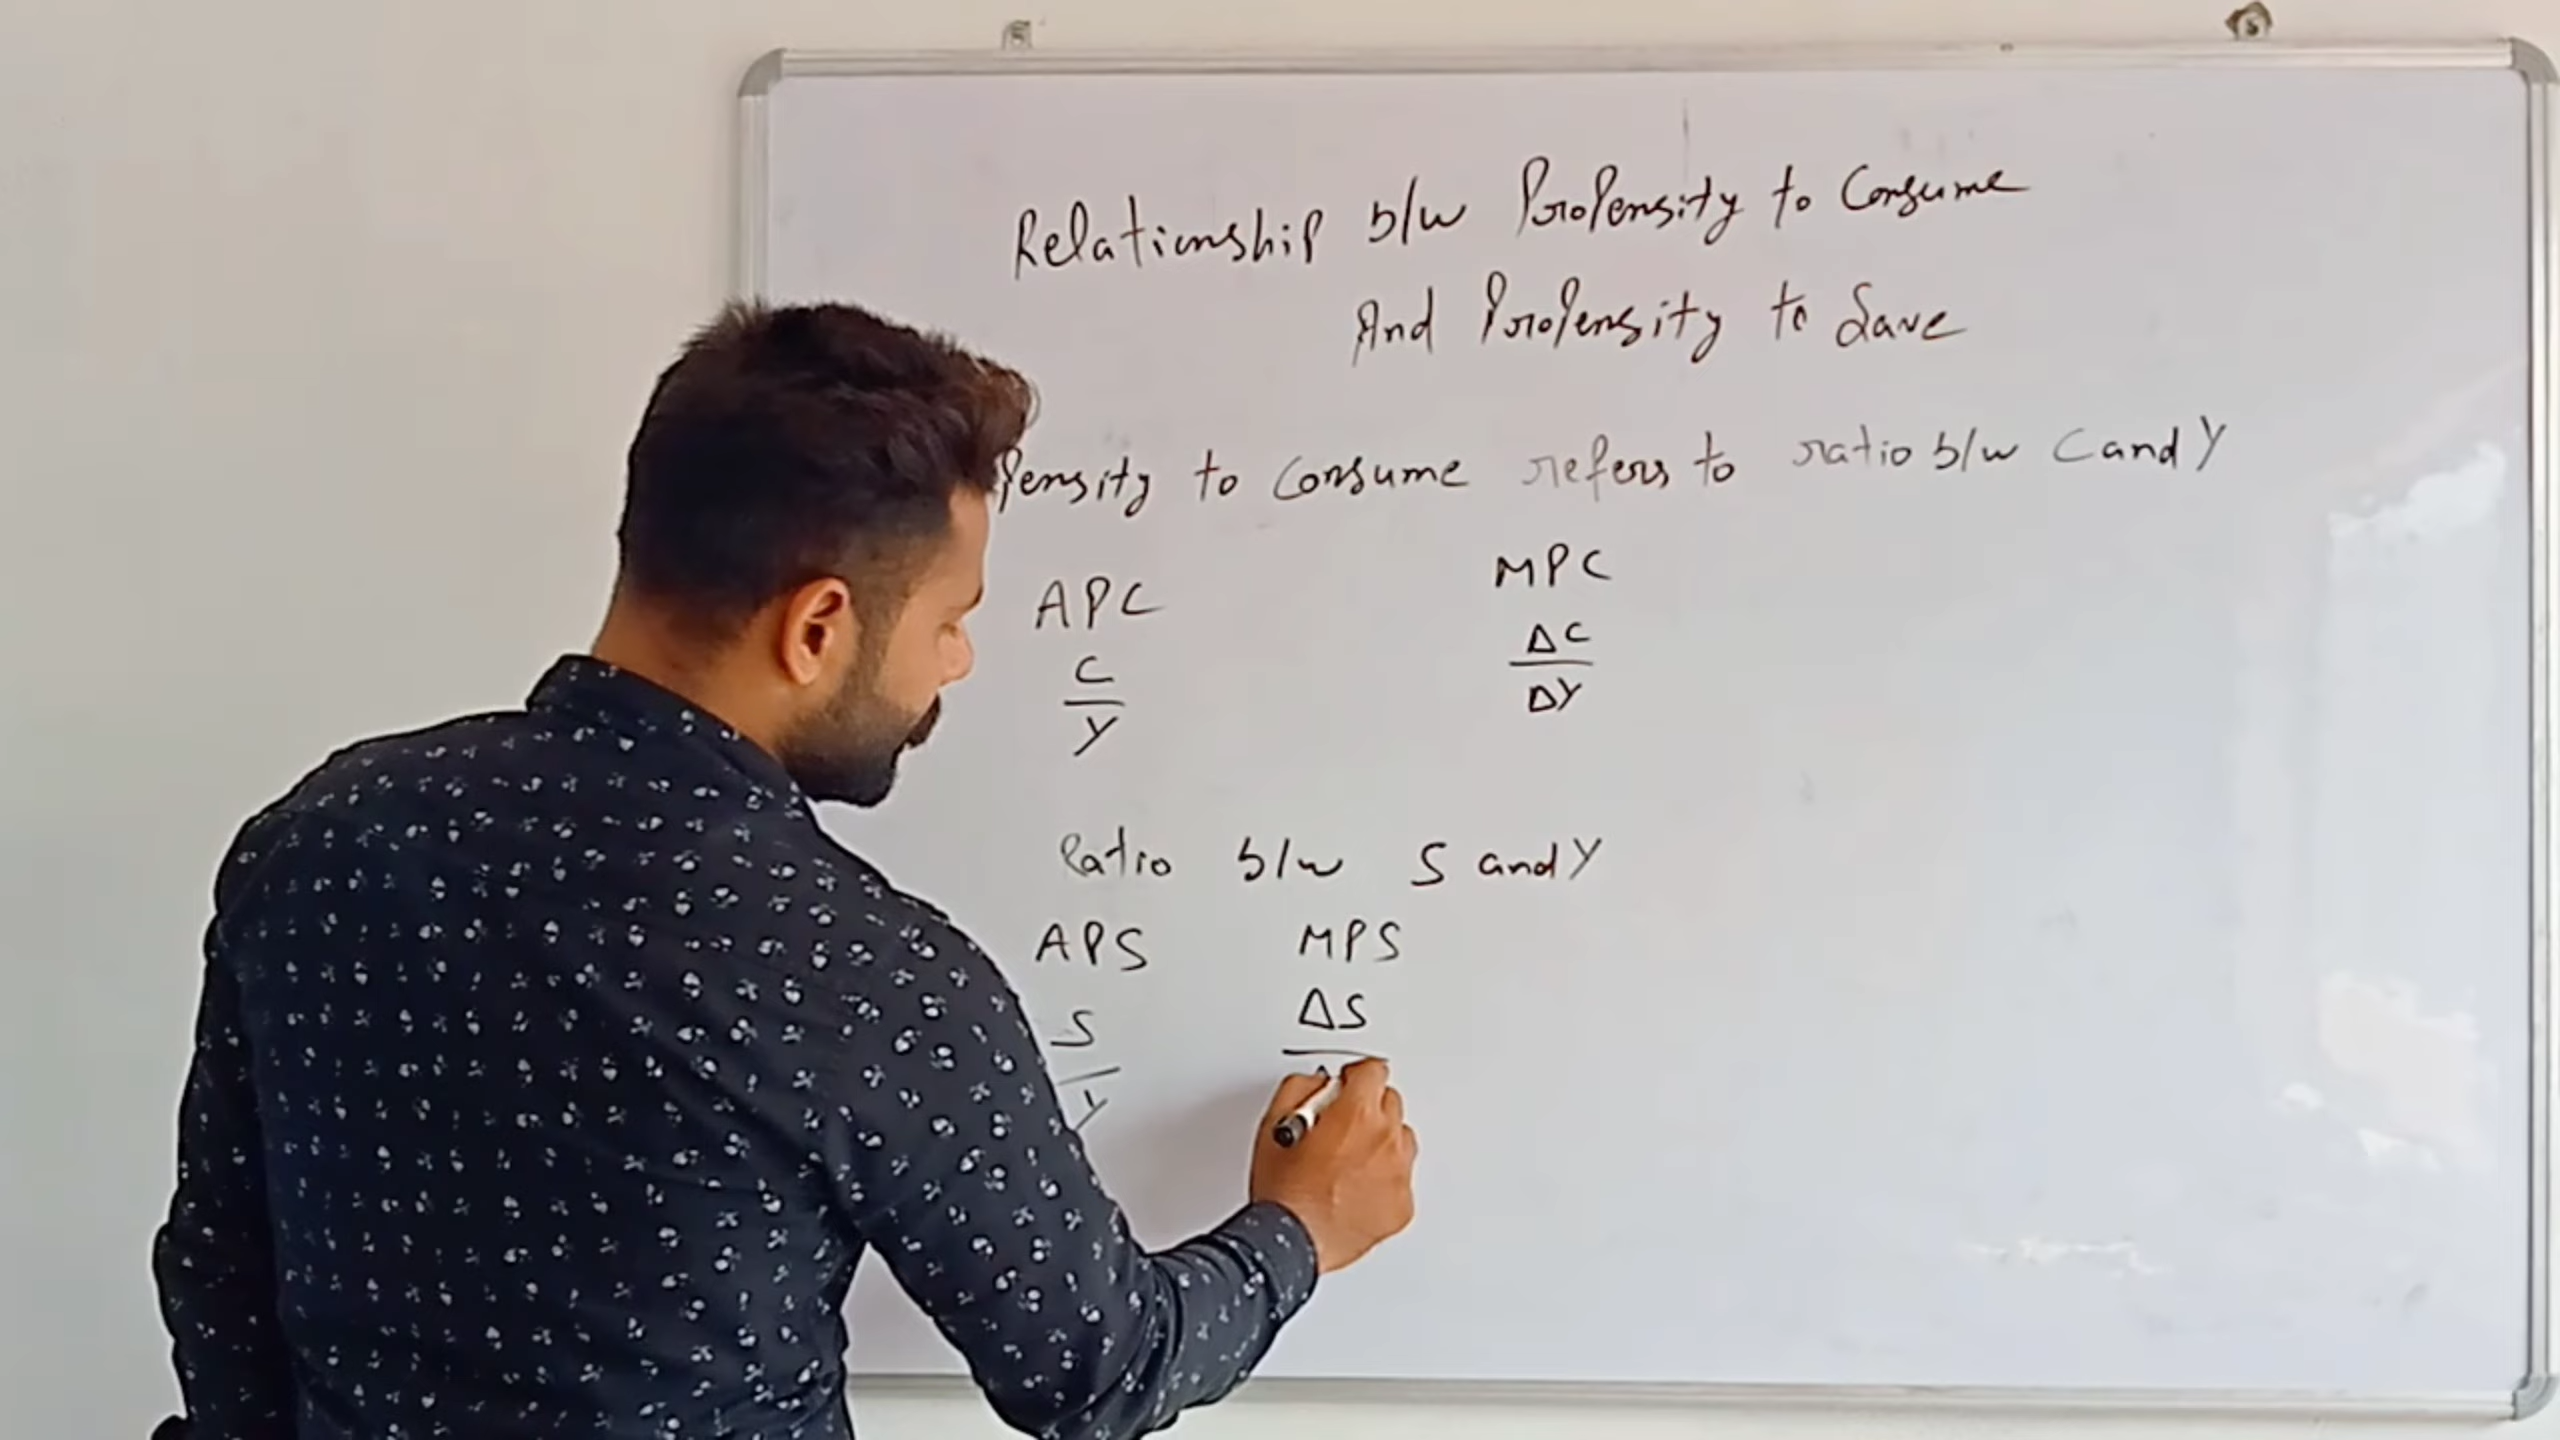 Relationship b/w Propensity to Consume
And Propensity to Save
Pensity to Consume refers to ratio b/w C and Y
APC MPC
C ΔC
Y ΔY
Ratio b/w S and Y
APS MPS
S ΔS
Y